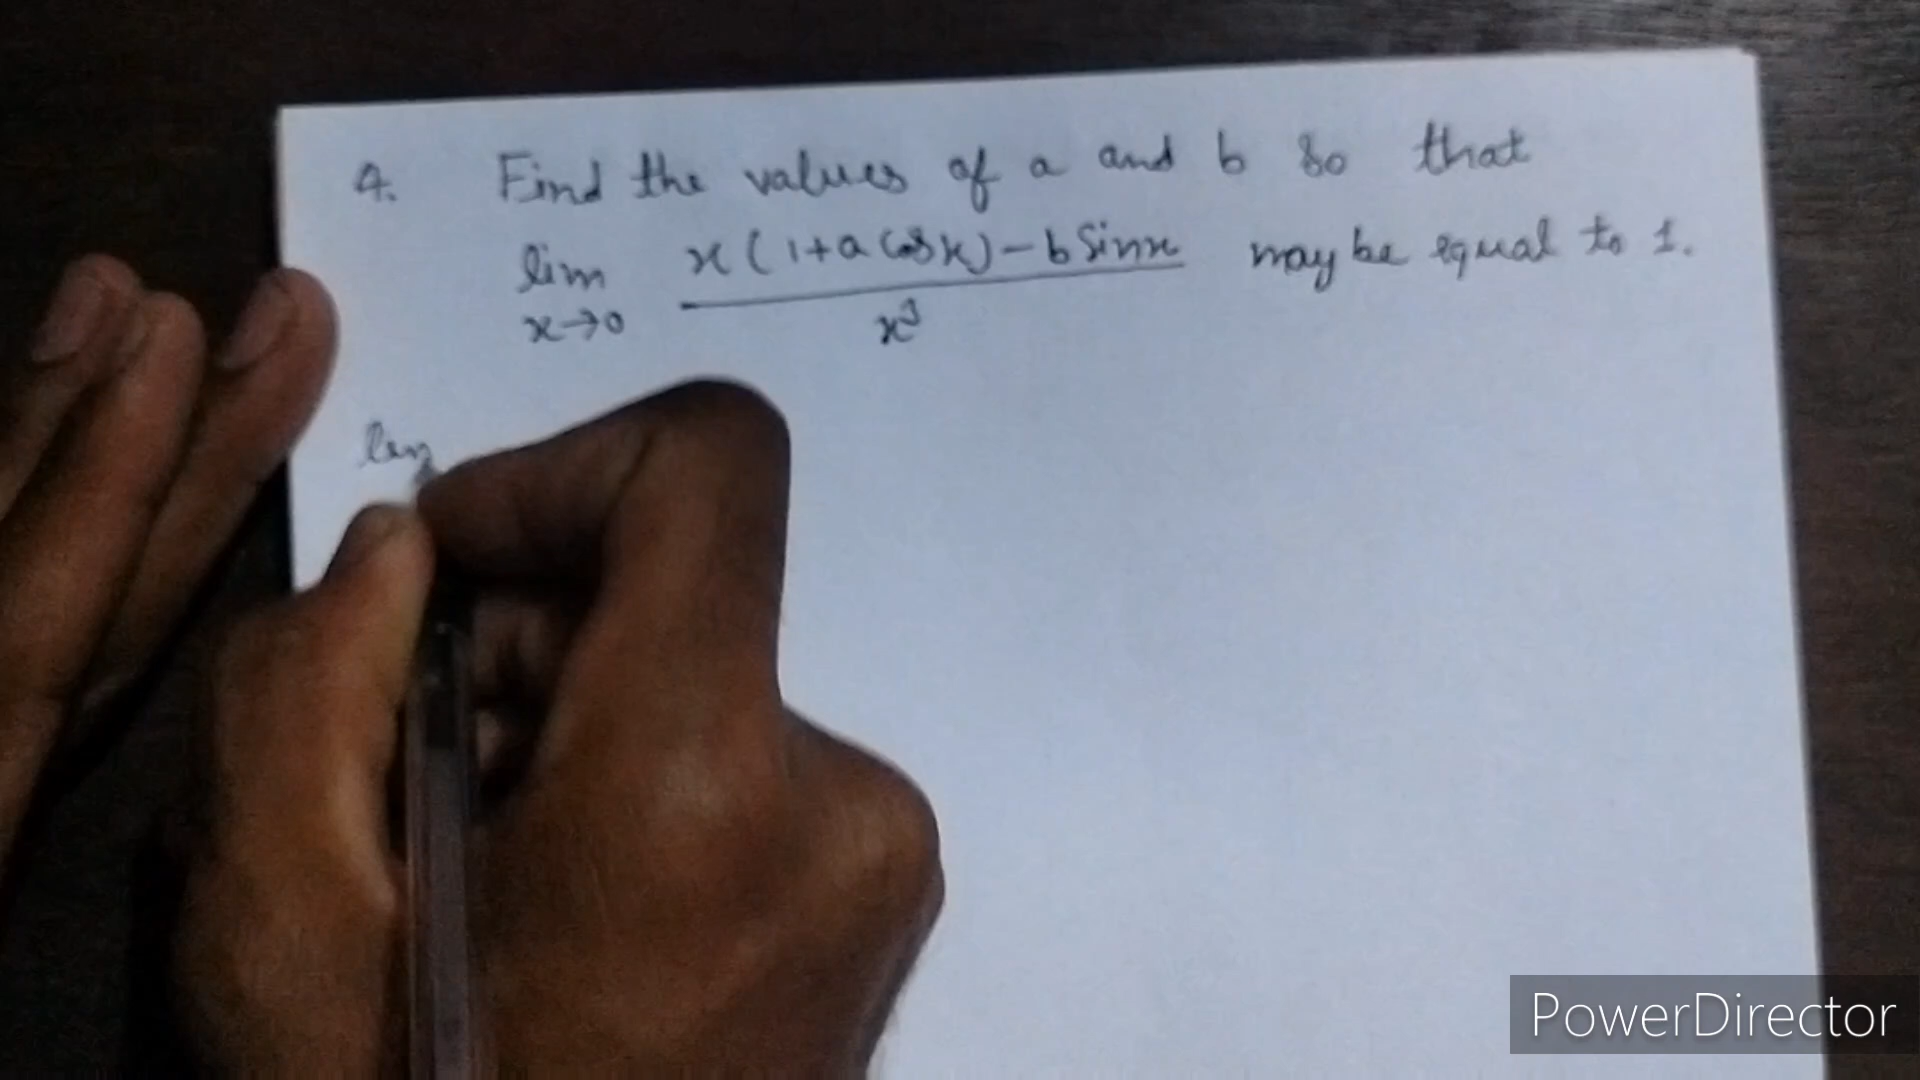 4. Find the values of a and b so that
lim x→0 x(1+a Cos x) - b Sin x / x³ may be equal to 1.
PowerDirector